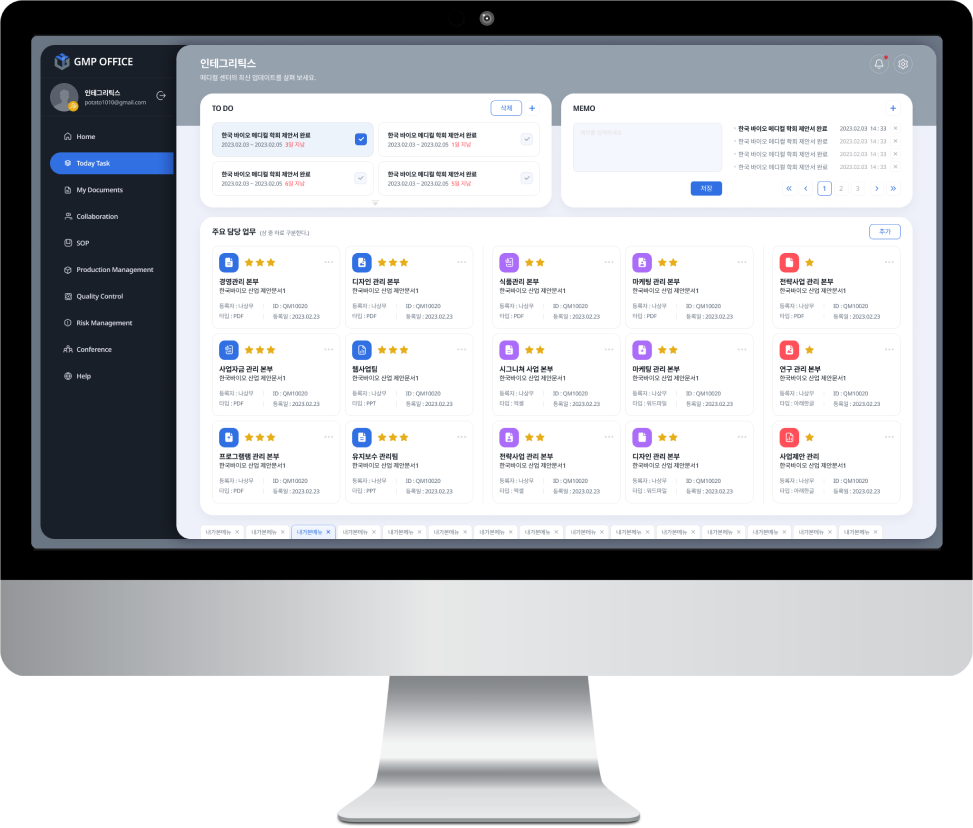 GMP OFFICE
인테그리틱스
potato1010@gmail.com
Home
Today Task
My Documents
Collaboration
SOP
Production Management
Quality Control
Risk Management
Conference
Help
인테그리틱스
메디컬 센터의 최신 업데이트를 살펴 보세요.
TO DO
삭제
+
한국 바이오 메디컬 학회 제안서 완료
2023.02.03 ~ 2023.02.05 3일 지남
한국 바이오 메디컬 학회 제안서 완료
2023.02.03 ~ 2023.02.05 1일 지남
한국 바이오 메디컬 학회 제안서 완료
2023.02.03 ~ 2023.02.05 6일 지남
한국 바이오 메디컬 학회 제안서 완료
2023.02.03 ~ 2023.02.05 5일 지남
MEMO
+
저장
· 한국 바이오 메디컬 학회 제안서 완료 2023.02.03 14 : 33 ×
· 한국 바이오 메디컬 학회 제안서 완료 2023.02.03 14 : 33 ×
· 한국 바이오 메디컬 학회 제안서 완료 2023.02.03 14 : 33 ×
· 한국 바이오 메디컬 학회 제안서 완료 2023.02.03 14 : 33 ×
« ‹ 1 2 3 › »
주요 담당 업무 (상 중 하로 구분한다.)
추가
경영관리 본부
한국바이오 산업 제안문서1
등록자 : 나상무 ID : QM10020
타입 : PDF 등록일 : 2023.02.23
디자인 관리 본부
한국바이오 산업 제안문서1
등록자 : 나상무 ID : QM10020
타입 : PDF 등록일 : 2023.02.23
식품관리 본부
한국바이오 산업 제안문서1
등록자 : 나상무 ID : QM10020
타입 : PDF 등록일 : 2023.02.23
마케팅 관리 본부
한국바이오 산업 제안문서1
등록자 : 나상무 ID : QM10020
타입 : PDF 등록일 : 2023.02.23
전략사업 관리 본부
한국바이오 산업 제안문서1
등록자 : 나상무 ID : QM10020
타입 : PDF 등록일 : 2023.02.23
사업자금 관리 본부
한국바이오 산업 제안문서1
등록자 : 나상무 ID : QM10020
타입 : PDF 등록일 : 2023.02.23
웹사업팀
한국바이오 산업 제안문서1
등록자 : 나상무 ID : QM10020
타입 : PPT 등록일 : 2023.02.23
시그니쳐 사업 본부
한국바이오 산업 제안문서1
등록자 : 나상무 ID : QM10020
타입 : 엑셀 등록일 : 2023.02.23
마케팅 관리 본부
한국바이오 산업 제안문서1
등록자 : 나상무 ID : QM10020
타입 : 워드파일 등록일 : 2023.02.23
연구 관리 본부
한국바이오 산업 제안문서1
등록자 : 나상무 ID : QM10020
타입 : 아래한글 등록일 : 2023.02.23
프로그램템 관리 본부
한국바이오 산업 제안문서1
등록자 : 나상무 ID : QM10020
타입 : PDF 등록일 : 2023.02.23
유지보수 관리팀
한국바이오 산업 제안문서1
등록자 : 나상무 ID : QM10020
타입 : PPT 등록일 : 2023.02.23
전략사업 관리 본부
한국바이오 산업 제안문서1
등록자 : 나상무 ID : QM10020
타입 : 엑셀 등록일 : 2023.02.23
디자인 관리 본부
한국바이오 산업 제안문서1
등록자 : 나상무 ID : QM10020
타입 : 워드파일 등록일 : 2023.02.23
사업제안 관리
한국바이오 산업 제안문서1
등록자 : 나상무 ID : QM10020
타입 : 아래한글 등록일 : 2023.02.23
내기본메뉴 × 내기본메뉴 × 내기본메뉴 × 내기본메뉴 × 내기본메뉴 × 내기본메뉴 × 내기본메뉴 × 내기본메뉴 × 내기본메뉴 × 내기본메뉴 × 내기본메뉴 × 내기본메뉴 × 내기본메뉴 × 내기본메뉴 × 내기본메뉴 ×